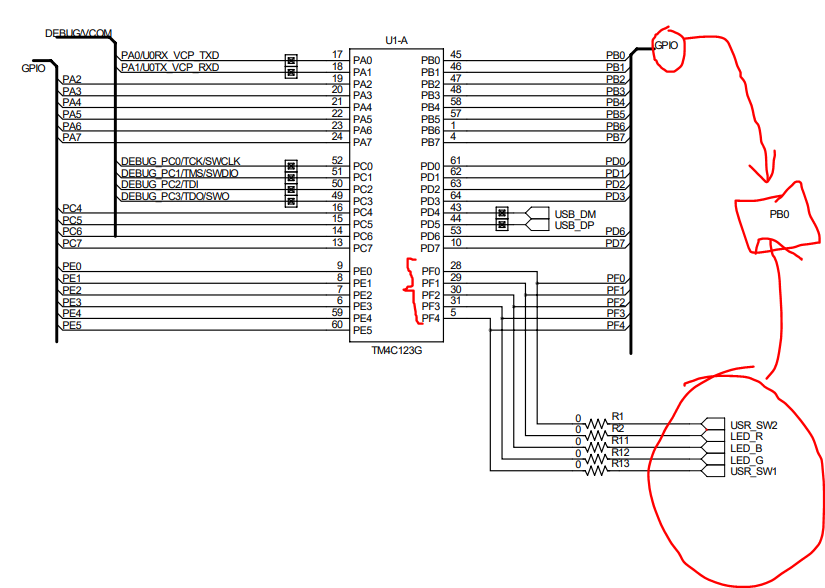 DEBUG/VCOM
GPIO
U1-A
GPIO
PA0/U0RX_VCP_TXD 17 PA0 PB0 45 PB0
PA1/U0TX_VCP_RXD 18 PA1 PB1 46 PB1
PA2 19 PA2 PB2 47 PB2
PA3 20 PA3 PB3 48 PB3
PA4 21 PA4 PB4 58 PB4
PA5 22 PA5 PB5 57 PB5
PA6 23 PA6 PB6 1 PB6
PA7 24 PA7 PB7 4 PB7
DEBUG_PC0/TCK/SWCLK 52 PC0 PD0 61 PD0
DEBUG_PC1/TMS/SWDIO 51 PC1 PD1 62 PD1
DEBUG_PC2/TDI 50 PC2 PD2 63 PD2
DEBUG_PC3/TDO/SWO 49 PC3 PD3 64 PD3
PC4 16 PC4 PD4 43 USB_DM
PC5 15 PC5 PD5 44 USB_DP
PC6 14 PC6 PD6 53 PD6
PC7 13 PC7 PD7 10 PD7
PB0
PE0 9 PE0 PF0 28 PF0
PE1 8 PE1 PF1 29 PF1
PE2 7 PE2 PF2 30 PF2
PE3 6 PE3 PF3 31 PF3
PE4 59 PE4 PF4 5 PF4
PE5 60 PE5
TM4C123G
0 R1 USR_SW2
0 R2 LED_R
0 R11 LED_B
0 R12 LED_G
0 R13 USR_SW1